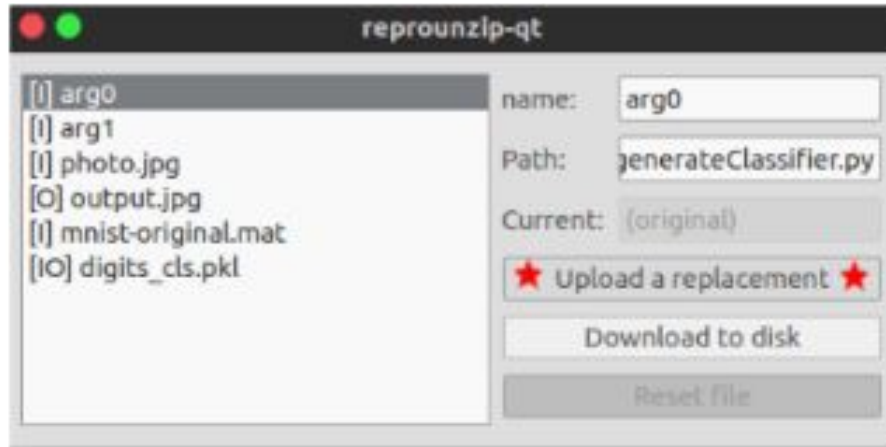 reprounzip-qt
[I] arg0
[I] arg1
[I] photo.jpg
[O] output.jpg
[I] mnist-original.mat
[IO] digits_cls.pkl
name: arg0
Path: generateClassifier.py
Current: (original)
Upload a replacement
Download to disk
Reset file